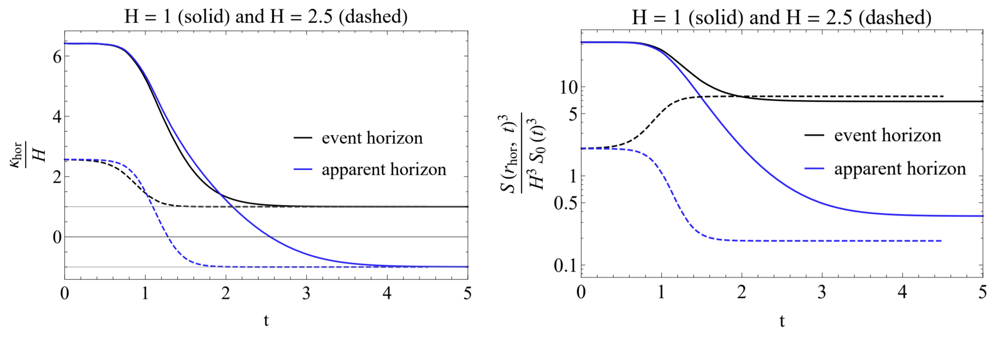 H = 1 (solid) and H = 2.5 (dashed)
6
4
2
0
κhor
H
event horizon
apparent horizon
0 1 2 3 4 5
t
H = 1 (solid) and H = 2.5 (dashed)
10
5
1
0.5
0.1
S (rhor, t)³
H³ S₀ (t)³
event horizon
apparent horizon
0 1 2 3 4 5
t